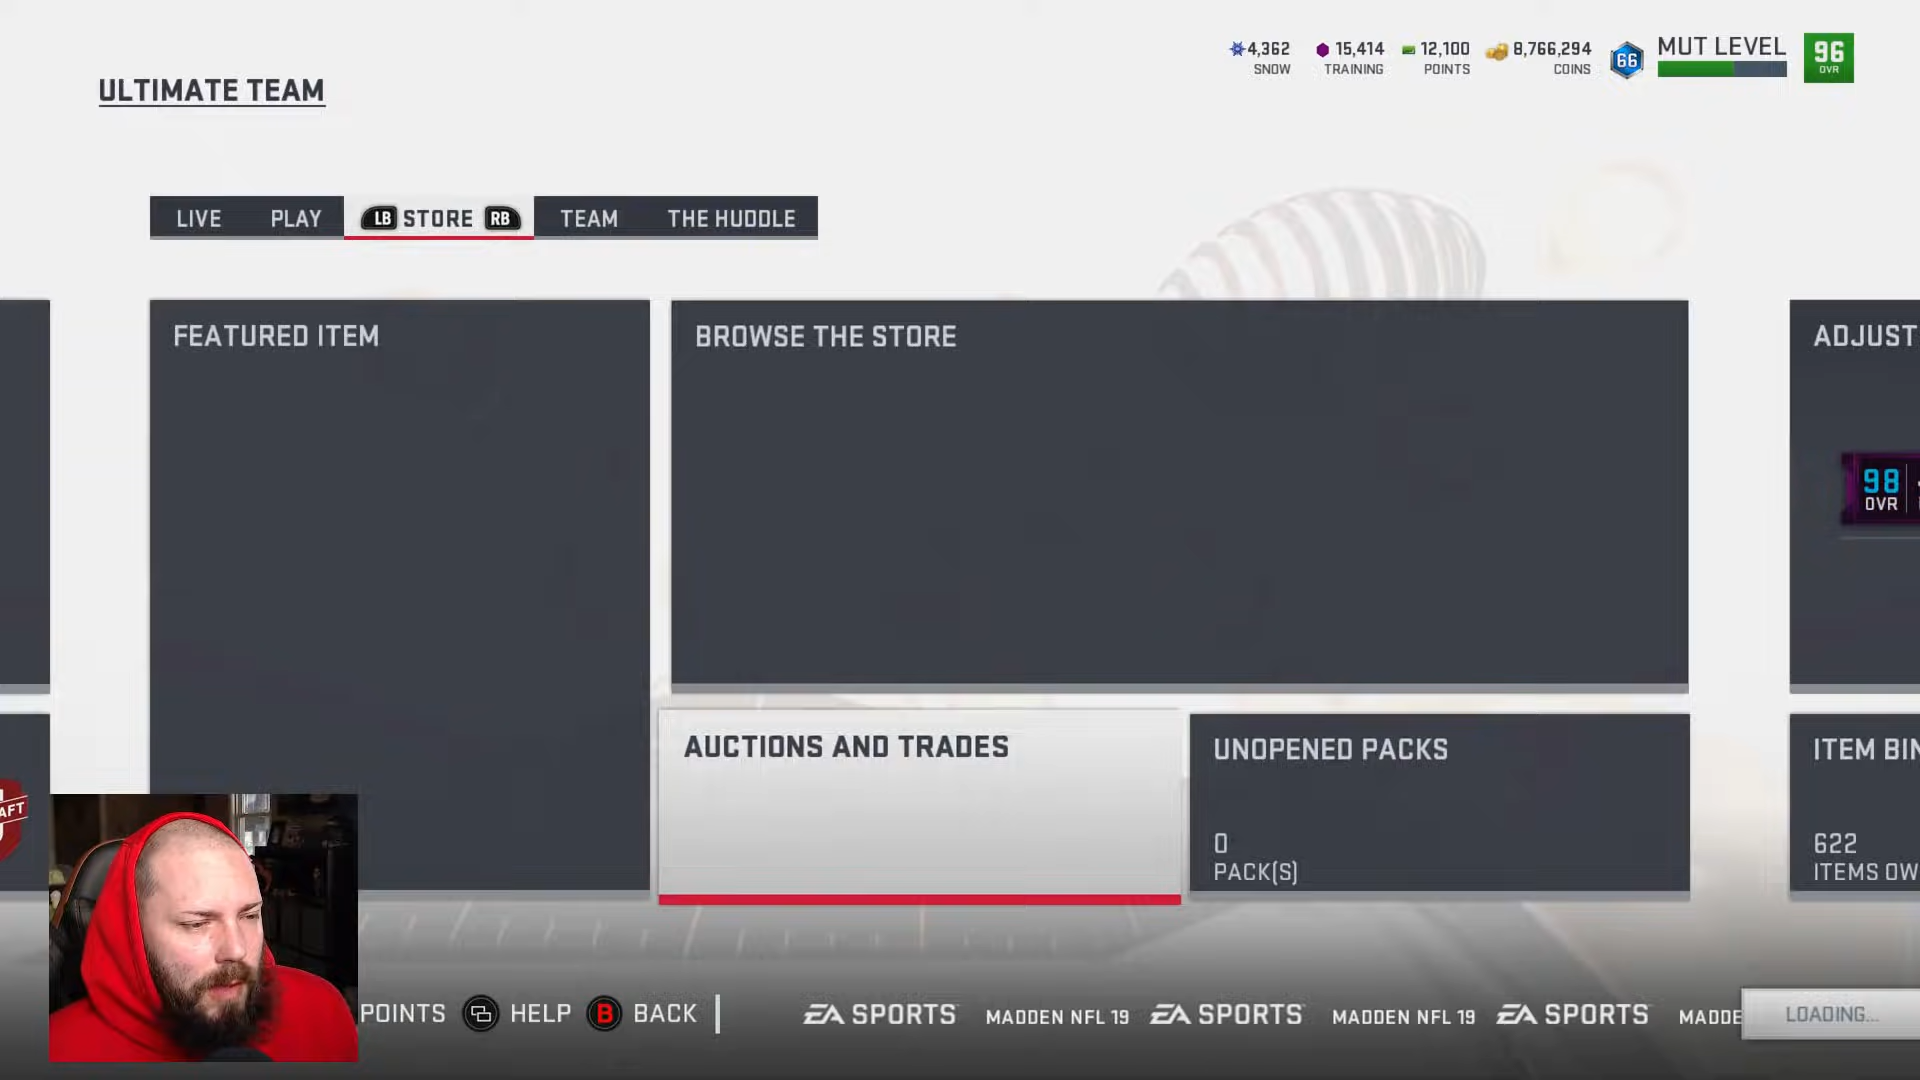 4,362
SNOW
15,414
TRAINING
12,100
POINTS
8,766,294
COINS
66
MUT LEVEL
96
OVR
ULTIMATE TEAM
LIVE
PLAY
LB STORE RB
TEAM
THE HUDDLE
FEATURED ITEM
BROWSE THE STORE
ADJUST
98
OVR
AUCTIONS AND TRADES
UNOPENED PACKS
0
PACK(S)
ITEM BIN
622
ITEMS OW
AFT
POINTS
HELP
B BACK
EA SPORTS MADDEN NFL 19 EA SPORTS MADDEN NFL 19 EA SPORTS MADDE
LOADING...